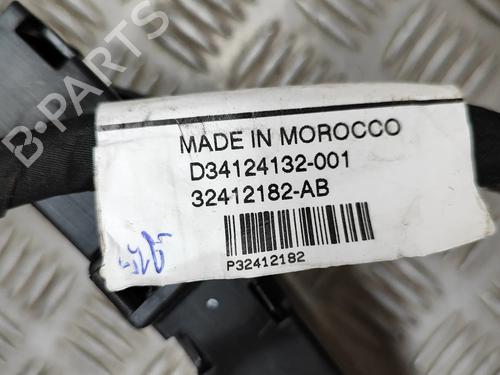 B-PARTS
MADE IN MOROCCO
D34124132-001
32412182-AB
P32412182